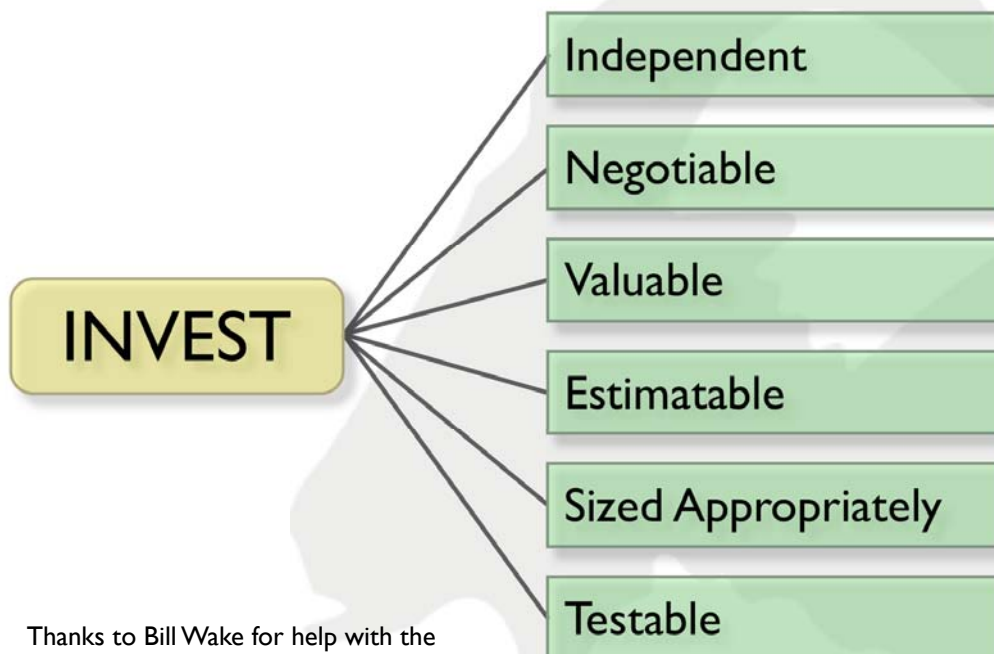 INVEST
Independent
Negotiable
Valuable
Estimatable
Sized Appropriately
Testable
Thanks to Bill Wake for help with the